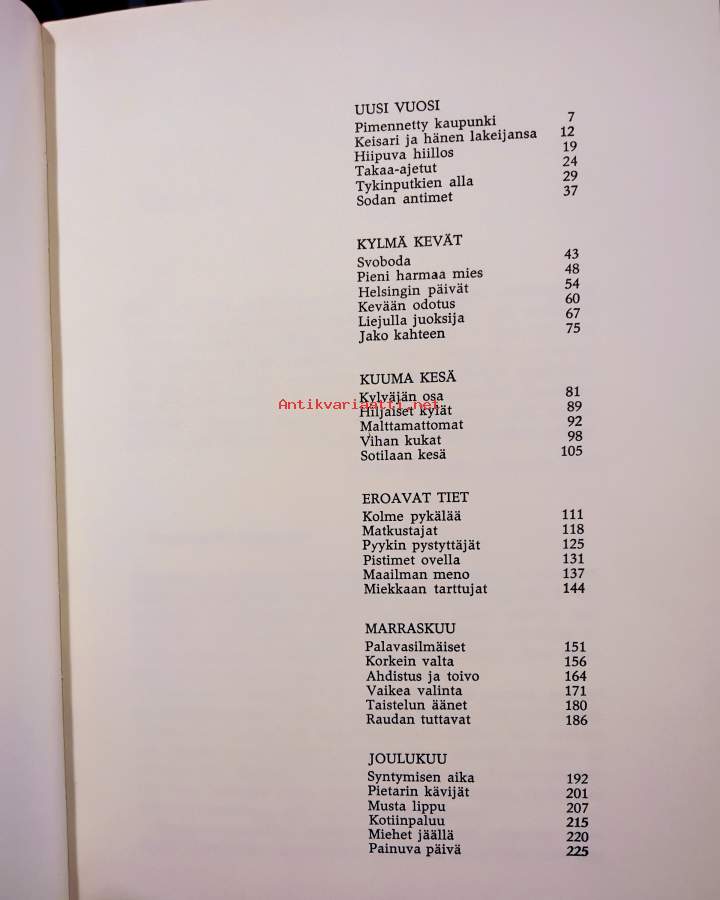 UUSI VUOSI
Pimennetty kaupunki 7
Keisari ja hänen lakeijansa 12
Hiipuva hiillos 19
Takaa-ajetut 24
Tykinputkien alla 29
Sodan antimet 37
KYLMÄ KEVÄT
Svoboda 43
Pieni harmaa mies 48
Helsingin päivät 54
Kevään odotus 60
Liejulla juoksija 67
Jako kahteen 75
KUUMA KESÄ
Kylväjän osa 81
Antikvariaatti.net
Hiljaiset kylät 89
Malttamattomat 92
Vihan kukat 98
Sotilaan kesä 105
EROAVAT TIET
Kolme pykälää 111
Matkustajat 118
Pyykin pystyttäjät 125
Pistimet ovella 131
Maailman meno 137
Miekkaan tarttujat 144
MARRASKUU
Palavasilmäiset 151
Korkein valta 156
Ahdistus ja toivo 164
Vaikea valinta 171
Taistelun äänet 180
Raudan tuttavat 186
JOULUKUU
Syntymisen aika 192
Pietarin kävijät 201
Musta lippu 207
Kotiinpaluu 215
Miehet jäällä 220
Painuva päivä 225